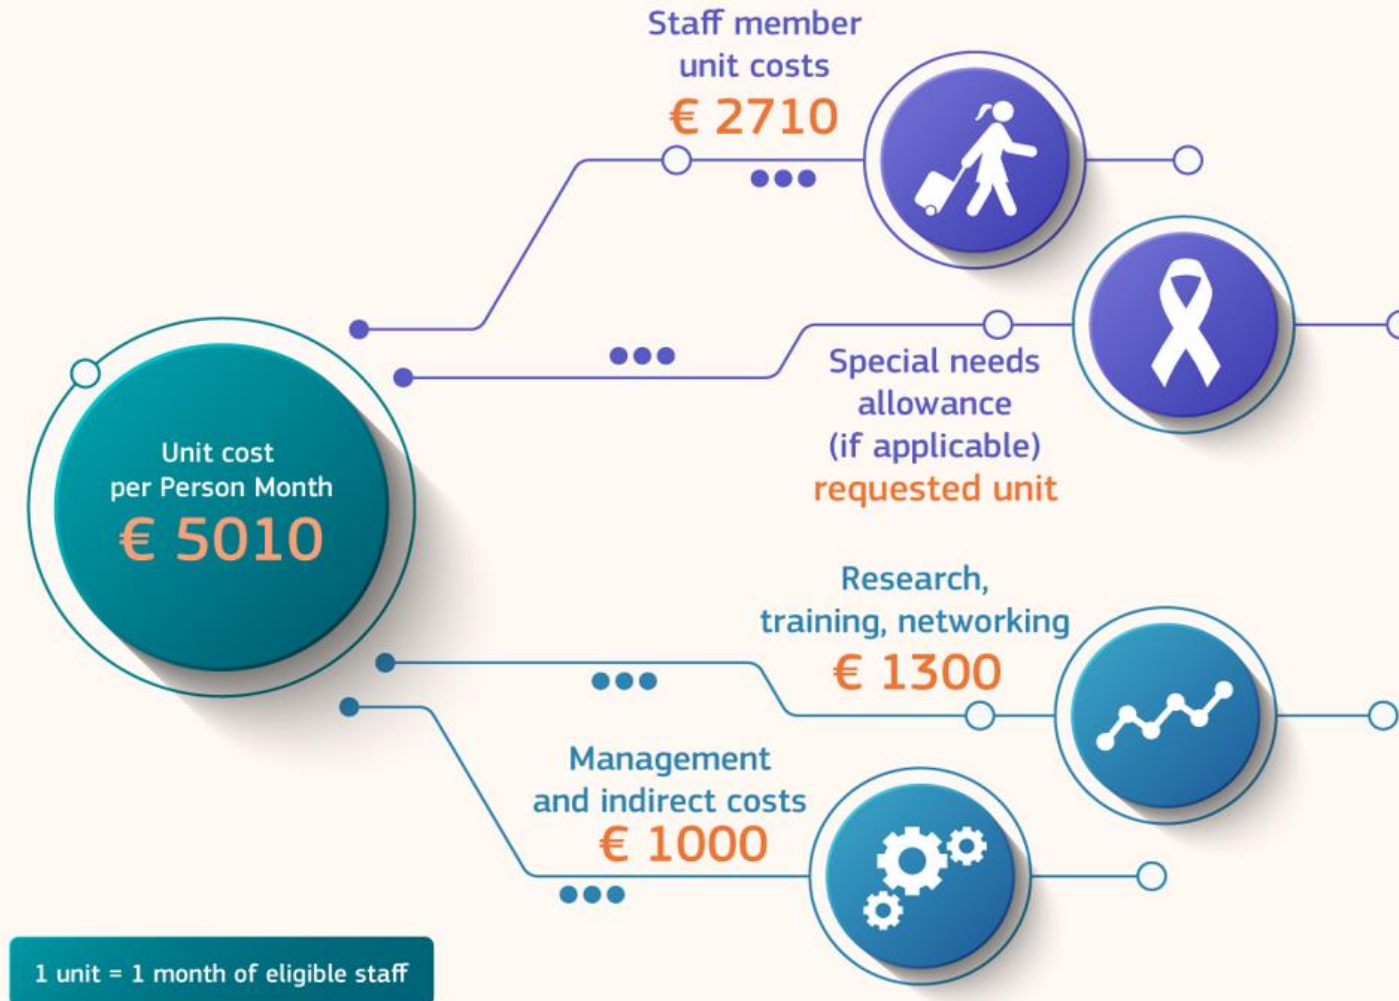 Staff member
unit costs
€ 2710
Special needs
allowance
(if applicable)
requested unit
Unit cost
per Person Month
€ 5010
Research,
training, networking
€ 1300
Management
and indirect costs
€ 1000
1 unit = 1 month of eligible staff